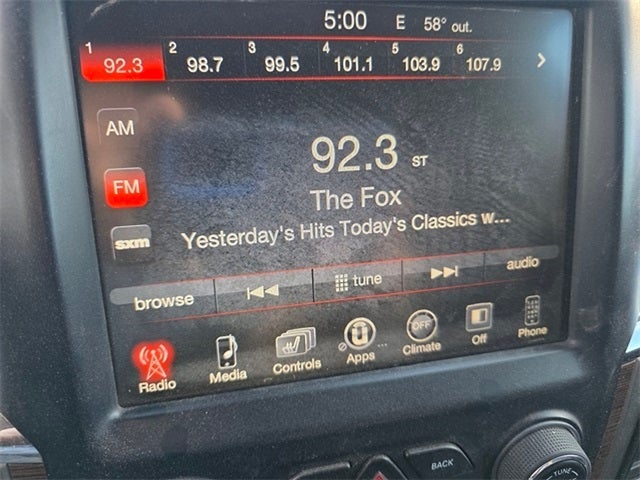 5:00 E 58° out.
1 92.3 2 98.7 3 99.5 4 101.1 5 103.9 6 107.9
AM
92.3 ST
FM
The Fox
sxm
Yesterday's Hits Today's Classics w...
browse tune audio
Radio Media Controls Apps OFF Climate Off Phone
BACK
TUNE